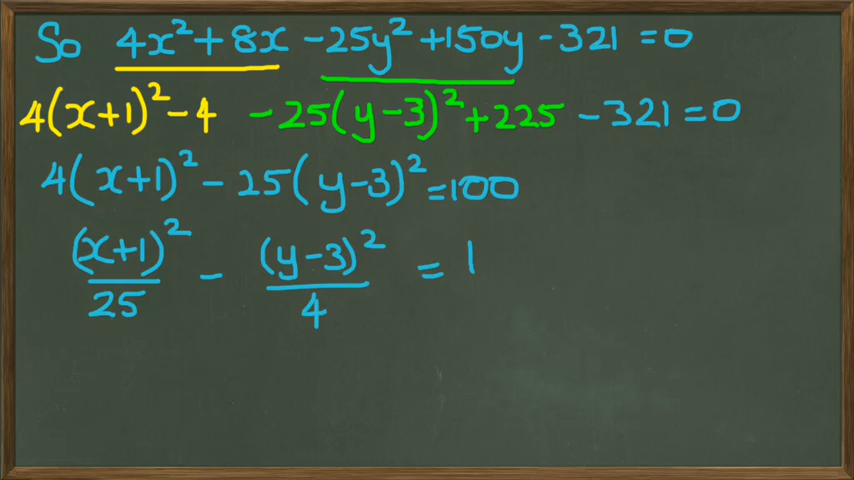 So 4x² + 8x - 25y² + 150y - 321 = 0
4(x+1)² - 4 - 25(y-3)² + 225 - 321 = 0
4(x+1)² - 25(y-3)² = 100
(x+1)²/25 - (y-3)²/4 = 1